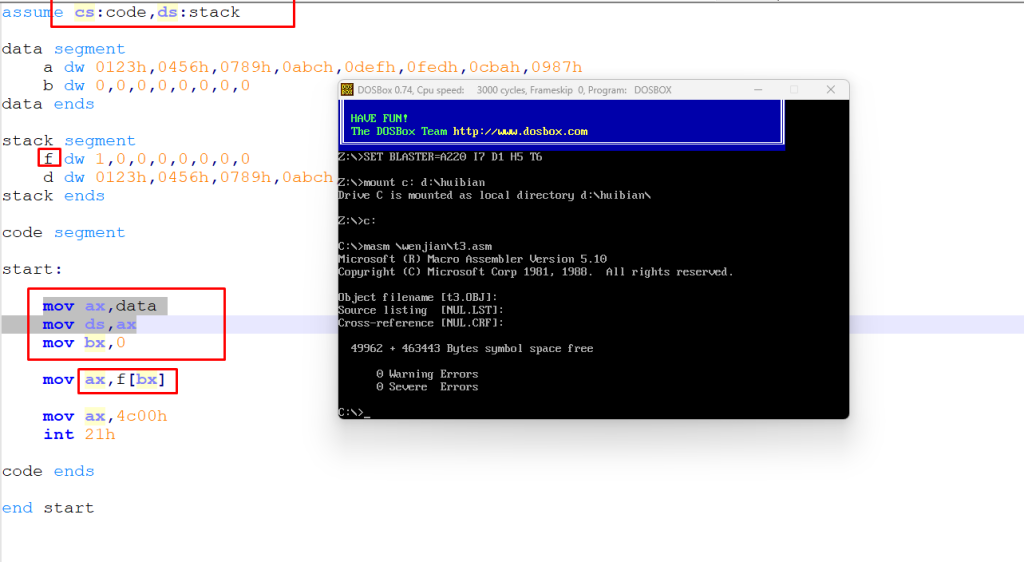 assume cs:code,ds:stack
data segment
a dw 0123h,0456h,0789h,0abch,0defh,0fedh,0cbah,0987h
b dw 0,0,0,0,0,0,0,0
data ends
stack segment
f dw 1,0,0,0,0,0,0,0
d dw 0123h,0456h,0789h,0abch
stack ends
code segment
start:
mov ax,data
mov ds,ax
mov bx,0
mov ax,f[bx]
mov ax,4c00h
int 21h
code ends
end start
DOSBox 0.74, Cpu speed: 3000 cycles, Frameskip 0, Program: DOSBOX
HAVE FUN!
The DOSBox Team http://www.dosbox.com
Z:\>SET BLASTER=A220 I7 D1 H5 T6
Z:\>mount c: d:\huibian
Drive C is mounted as local directory d:\huibian\
Z:\>c:
C:\>masm \wenjian\t3.asm
Microsoft (R) Macro Assembler Version 5.10
Copyright (C) Microsoft Corp 1981, 1988. All rights reserved.
Object filename [t3.OBJ]:
Source listing [NUL.LST]:
Cross-reference [NUL.CRF]:
49962 + 463443 Bytes symbol space free
0 Warning Errors
0 Severe Errors
C:\>_